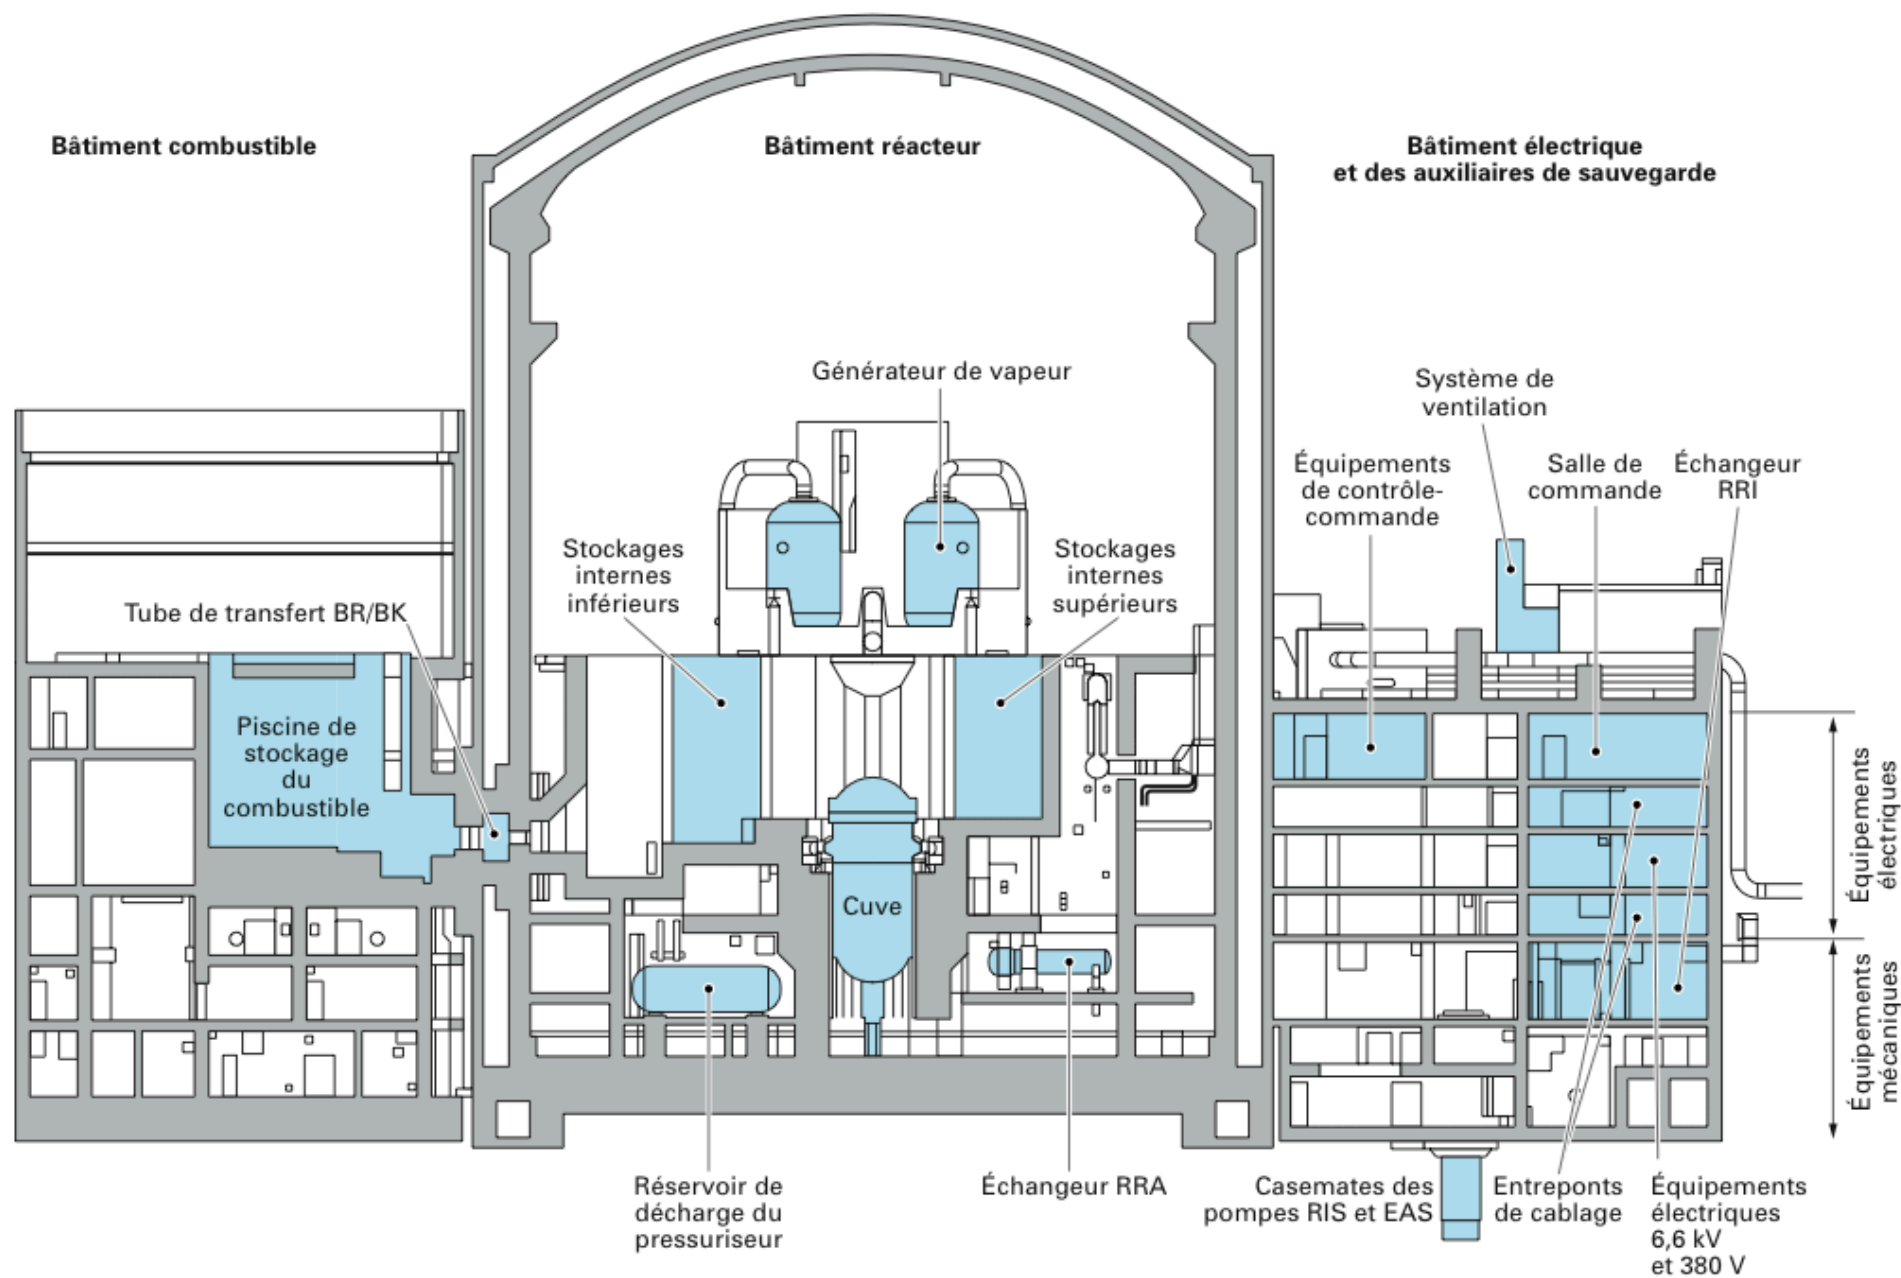 Bâtiment combustible
Bâtiment réacteur
Bâtiment électrique
et des auxiliaires de sauvegarde
Générateur de vapeur
Système de
ventilation
Équipements
de contrôle-
commande
Salle de
commande
Échangeur
RRI
Stockages
internes
inférieurs
Stockages
internes
supérieurs
Tube de transfert BR/BK
Piscine de
stockage
du
combustible
Cuve
Équipements
électriques
Équipements
mécaniques
Réservoir de
décharge du
pressuriseur
Échangeur RRA
Casemates des
pompes RIS et EAS
Entreponts
de cablage
Équipements
électriques
6,6 kV
et 380 V